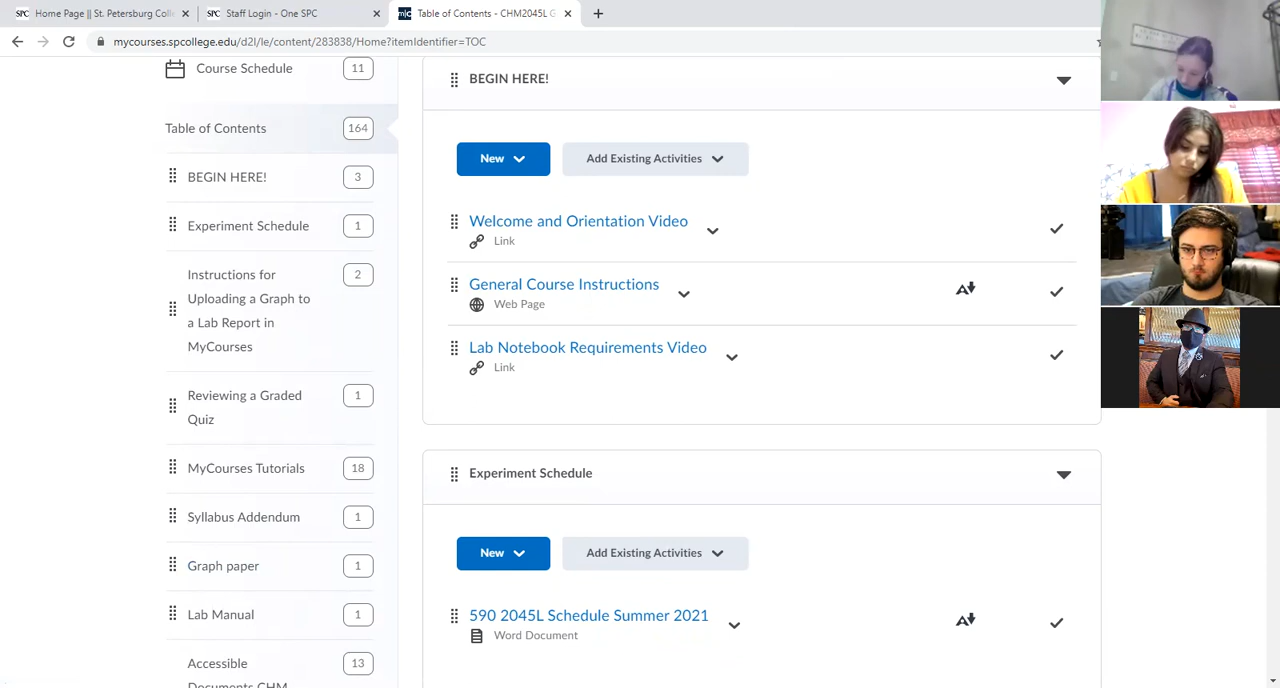 SPC Home Page || St. Petersburg Colle
SPC Staff Login - One SPC
Table of Contents - CHM2045L G
mycourses.spcollege.edu/d2l/le/content/283838/Home?itemIdentifier=TOC
Course Schedule 11
Table of Contents 164
BEGIN HERE! 3
Experiment Schedule 1
Instructions for 2
Uploading a Graph to
a Lab Report in
MyCourses
Reviewing a Graded 1
Quiz
MyCourses Tutorials 18
Syllabus Addendum 1
Graph paper 1
Lab Manual 1
Accessible 13
Documents CHM
BEGIN HERE!
New
Add Existing Activities
Welcome and Orientation Video
Link
General Course Instructions
Web Page
Lab Notebook Requirements Video
Link
Experiment Schedule
New
Add Existing Activities
590 2045L Schedule Summer 2021
Word Document